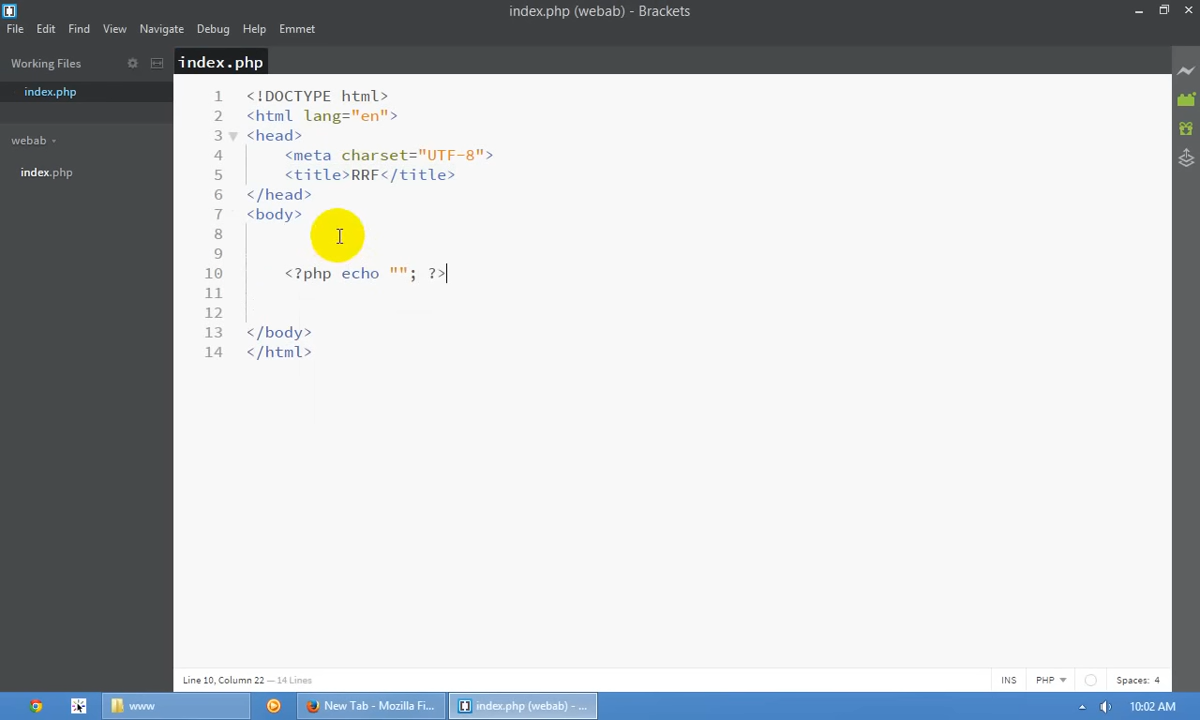 index.php (webab) - Brackets
File Edit Find View Navigate Debug Help Emmet
Working Files
index.php
webab
index.php
index.php
1 <!DOCTYPE html>
2 <html lang="en">
3 <head>
4 <meta charset="UTF-8">
5 <title>RRF</title>
6 </head>
7 <body>
8
9
10 <?php echo ""; ?>
11
12
13 </body>
14 </html>
Line 10, Column 22 — 14 Lines
INS PHP Spaces: 4
www
New Tab - Mozilla Fi...
index.php (webab) - ...
10:02 AM